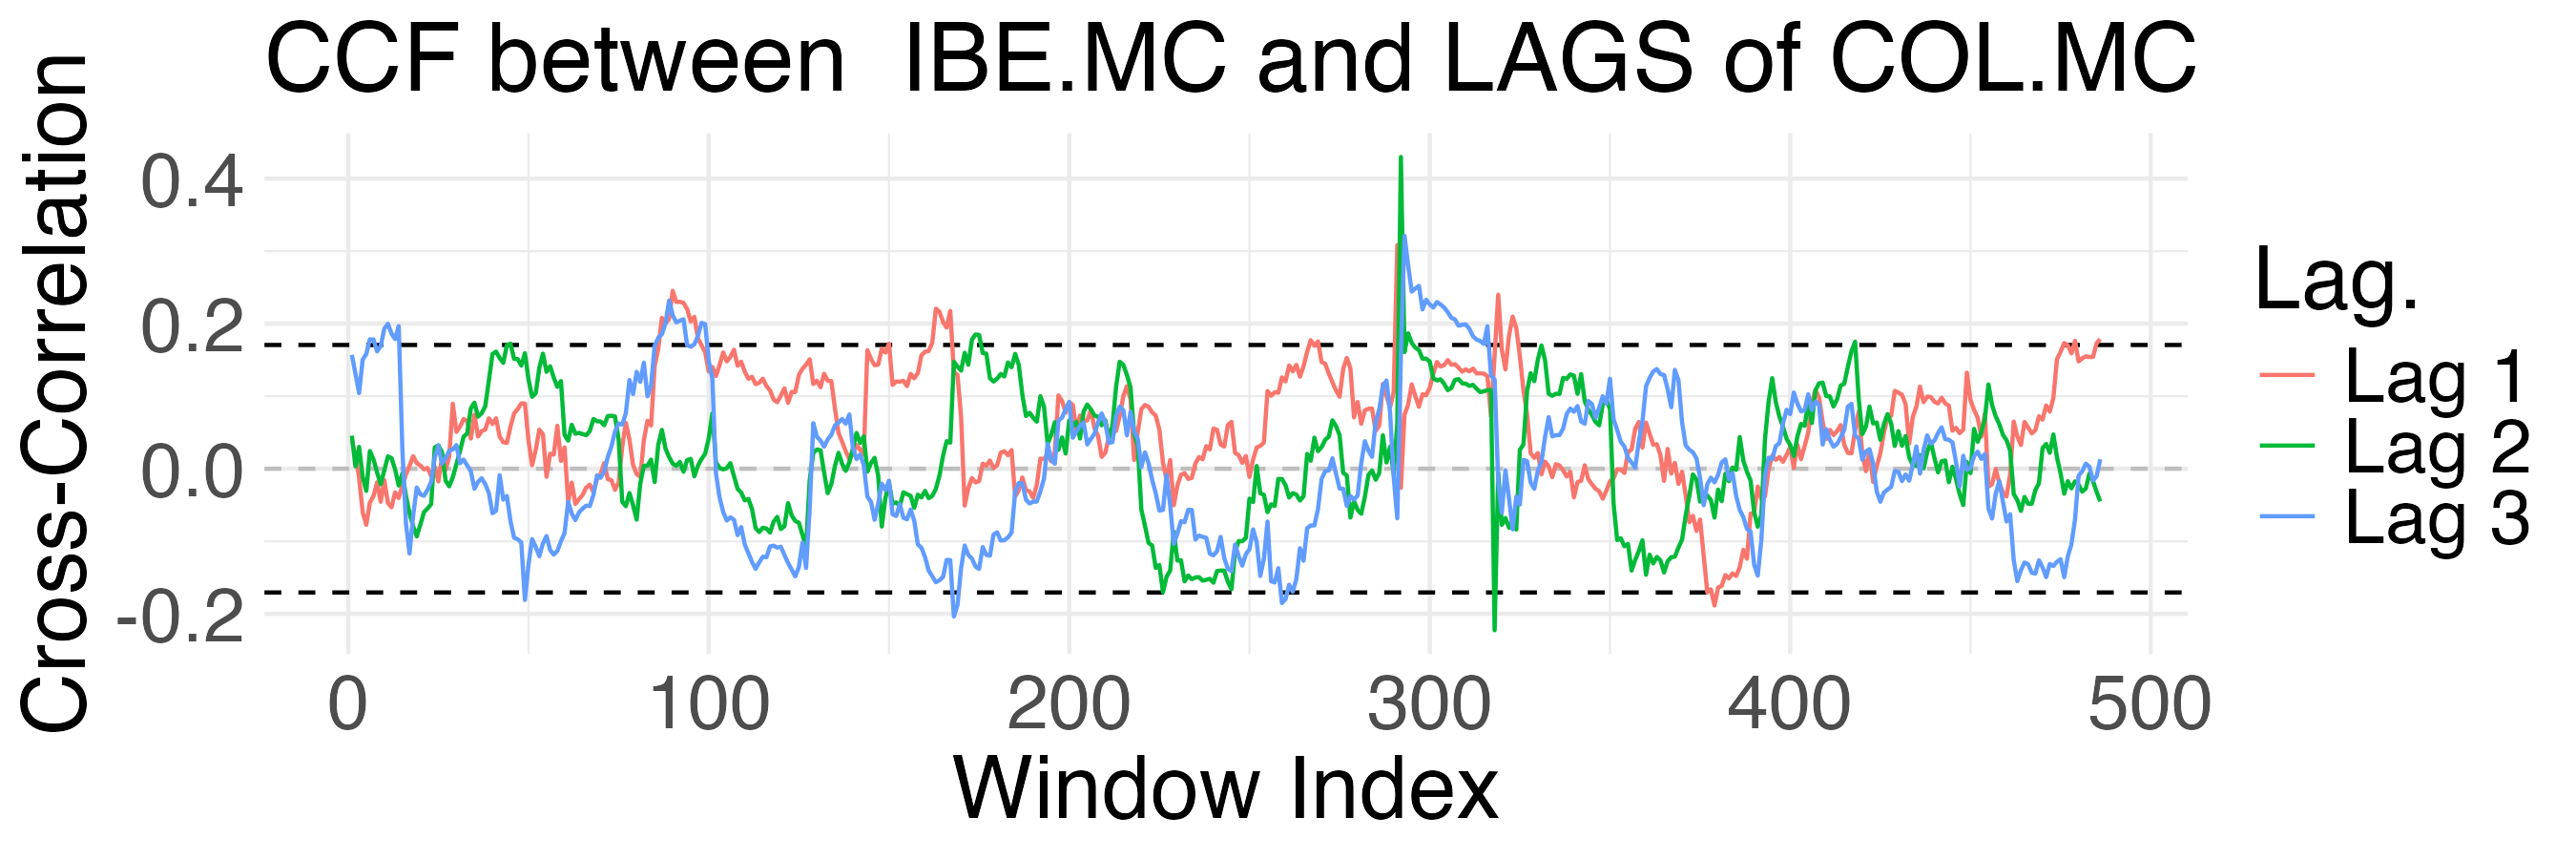 CCF between  IBE.MC and LAGS of COL.MC
Cross-Correlation
0.4
0.2
0.0
-0.2
0 100 200 300 400 500
Window Index
Lag.
Lag 1
Lag 2
Lag 3